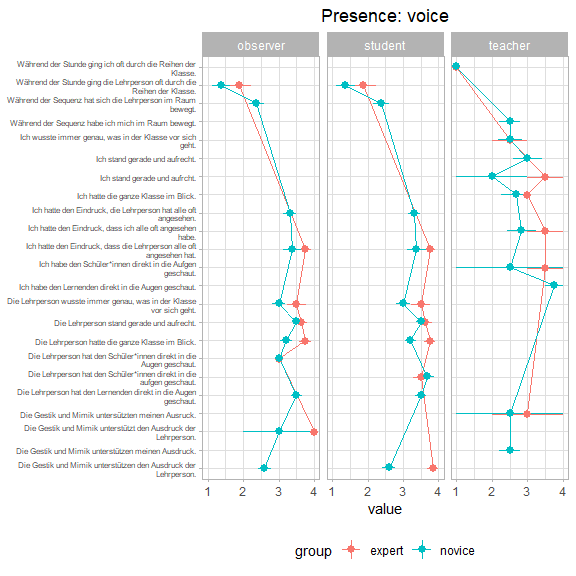 Presence: voice
observer
student
teacher
Während der Stunde ging ich oft durch die Reihen der
Klasse.
Während der Stunde ging die Lehrperson oft durch die
Reihen der Klasse.
Während der Sequenz hat sich die Lehrperson im Raum
bewegt.
Während der Sequenz habe ich mich im Raum bewegt.
Ich wusste immer genau, was in der Klasse vor sich
geht.
Ich stand gerade und aufrecht.
Ich stand gerade und aufrcht.
Ich hatte die ganze Klasse im Blick.
Ich hatte den Eindruck, die Lehrperson hat alle oft
angesehen.
Ich hatte den Eindruck, dass ich alle oft angesehen
habe.
Ich hatte den Eindruck, dass die Lehrperson alle oft
angesehen hat.
Ich habe den Schüler*innen direkt in die Aufgen
geschaut.
Ich habe den Lernenden direkt in die Augen geschaut.
Die Lehrperson wusste immer genau, was in der Klasse
vor sich geht.
Die Lehrperson stand gerade und aufrecht.
Die Lehrperson hatte die ganze Klasse im Blick.
Die Lehrperson hat den Schüler*innen direkt in die
Augen geschaut.
Die Lehrperson hat den Schüler*innen direkt in die
aufgen geschaut.
Die Lehrperson hat den Lernenden direkt in die Augen
geschaut.
Die Gestik und Mimik untersützten meinen Ausruck.
Die Gestik und Mimik unterstützt den Ausdruck der
Lehrperson.
Die Gestik und Mimik unterstützen meinen Ausdruck.
Die Gestik und Mimik unterstützen den Ausdruck der
Lehrperson.
1 2 3 4 1 2 3 4 1 2 3 4
value
group expert novice